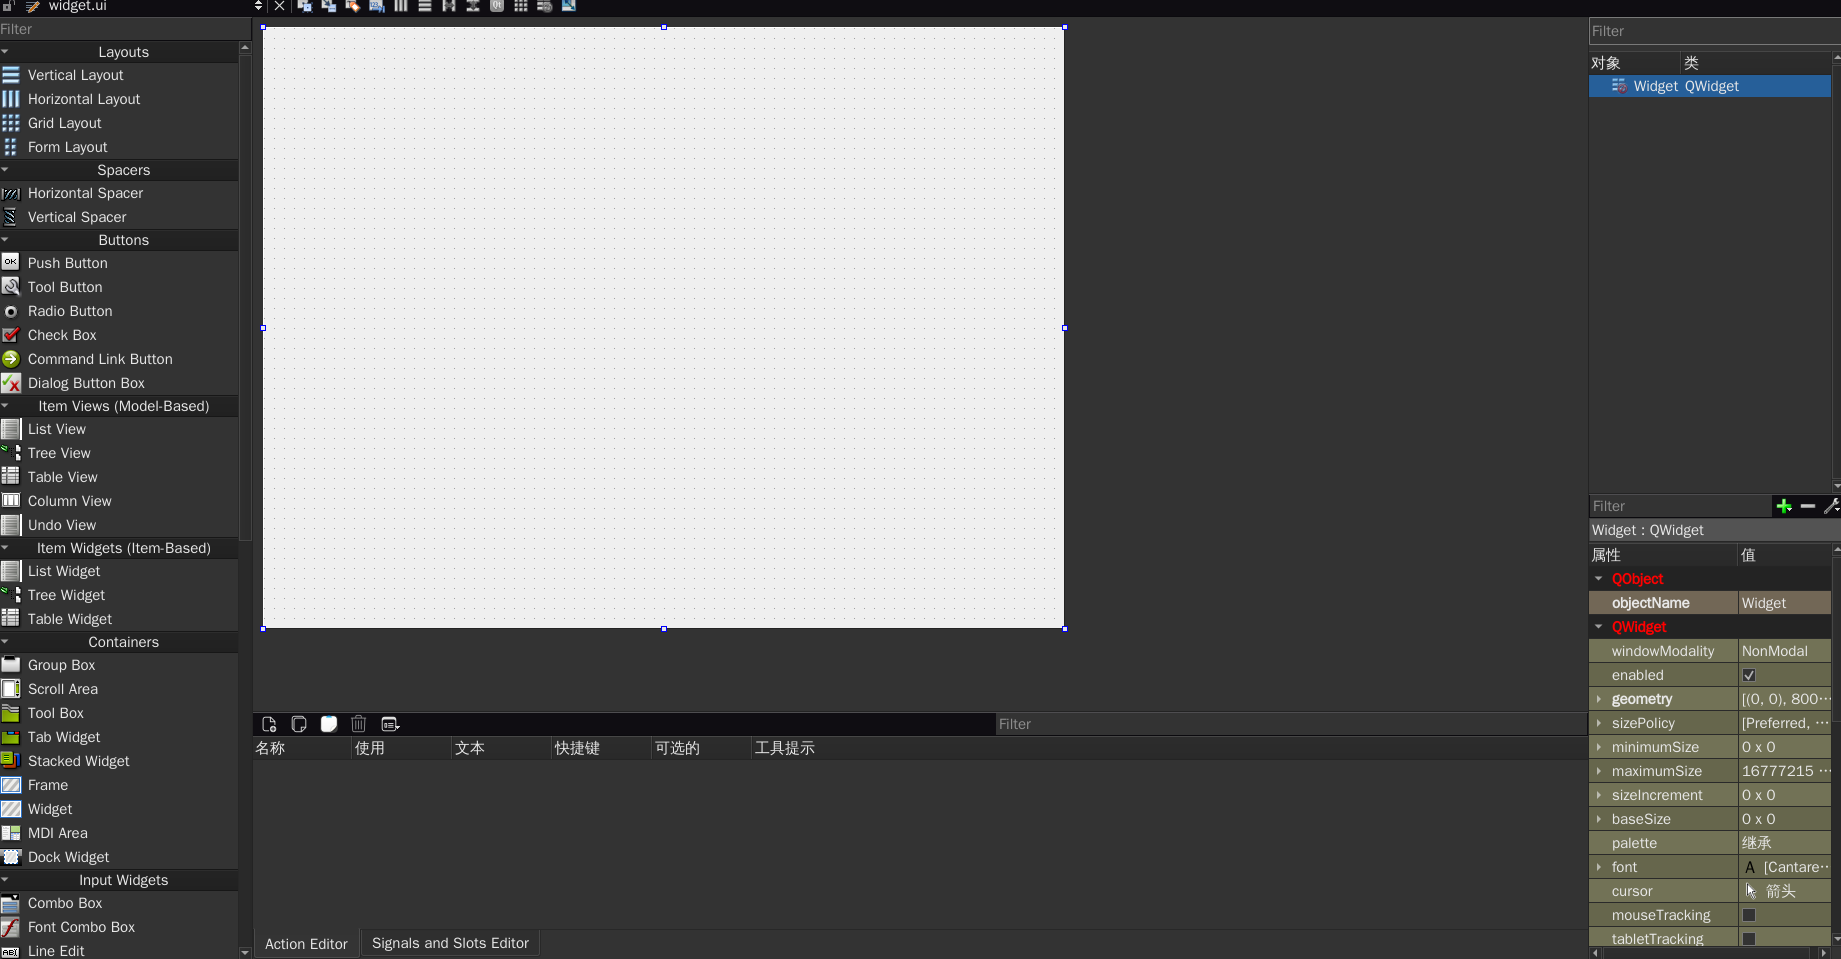 widget.ui
Filter
Layouts
Vertical Layout
Horizontal Layout
Grid Layout
Form Layout
Spacers
Horizontal Spacer
Vertical Spacer
Buttons
OK
Push Button
Tool Button
Radio Button
Check Box
Command Link Button
Dialog Button Box
Item Views (Model-Based)
List View
Tree View
Table View
Column View
Undo View
Item Widgets (Item-Based)
List Widget
Tree Widget
Table Widget
Containers
Group Box
Scroll Area
Tool Box
Tab Widget
Stacked Widget
Frame
Widget
MDI Area
Dock Widget
Input Widgets
Combo Box
Font Combo Box
Line Edit
Filter
名称 使用 文本 快捷键 可选的 工具提示
Action Editor Signals and Slots Editor
Filter
对象 类
Widget QWidget
Filter
Widget : QWidget
属性 值
QObject
objectName Widget
QWidget
windowModality NonModal
enabled
geometry [(0, 0), 800…
sizePolicy [Preferred, …
minimumSize 0 x 0
maximumSize 16777215 …
sizeIncrement 0 x 0
baseSize 0 x 0
palette 继承
font A [Cantare…
cursor 箭头
mouseTracking
tabletTracking